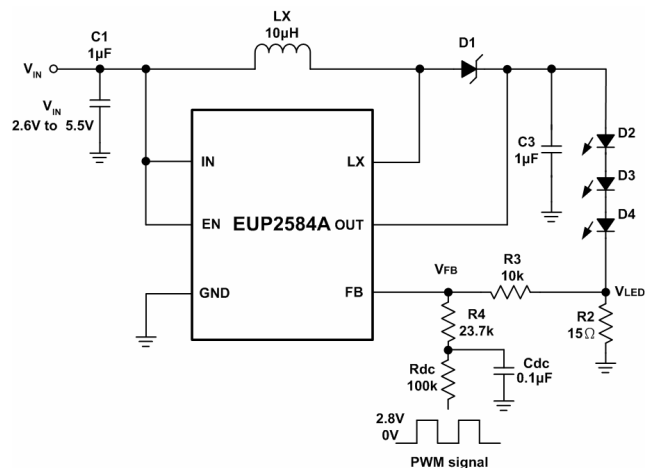 LX
10µH
C1
1µF
D1
VIN
VIN
2.6V to 5.5V
C3
1µF
D2
D3
D4
IN
LX
EN
EUP2584A
OUT
GND
FB
VFB
R3
10k
VLED
R4
23.7k
R2
15Ω
Rdc
100k
Cdc
0.1µF
2.8V
0V
PWM signal